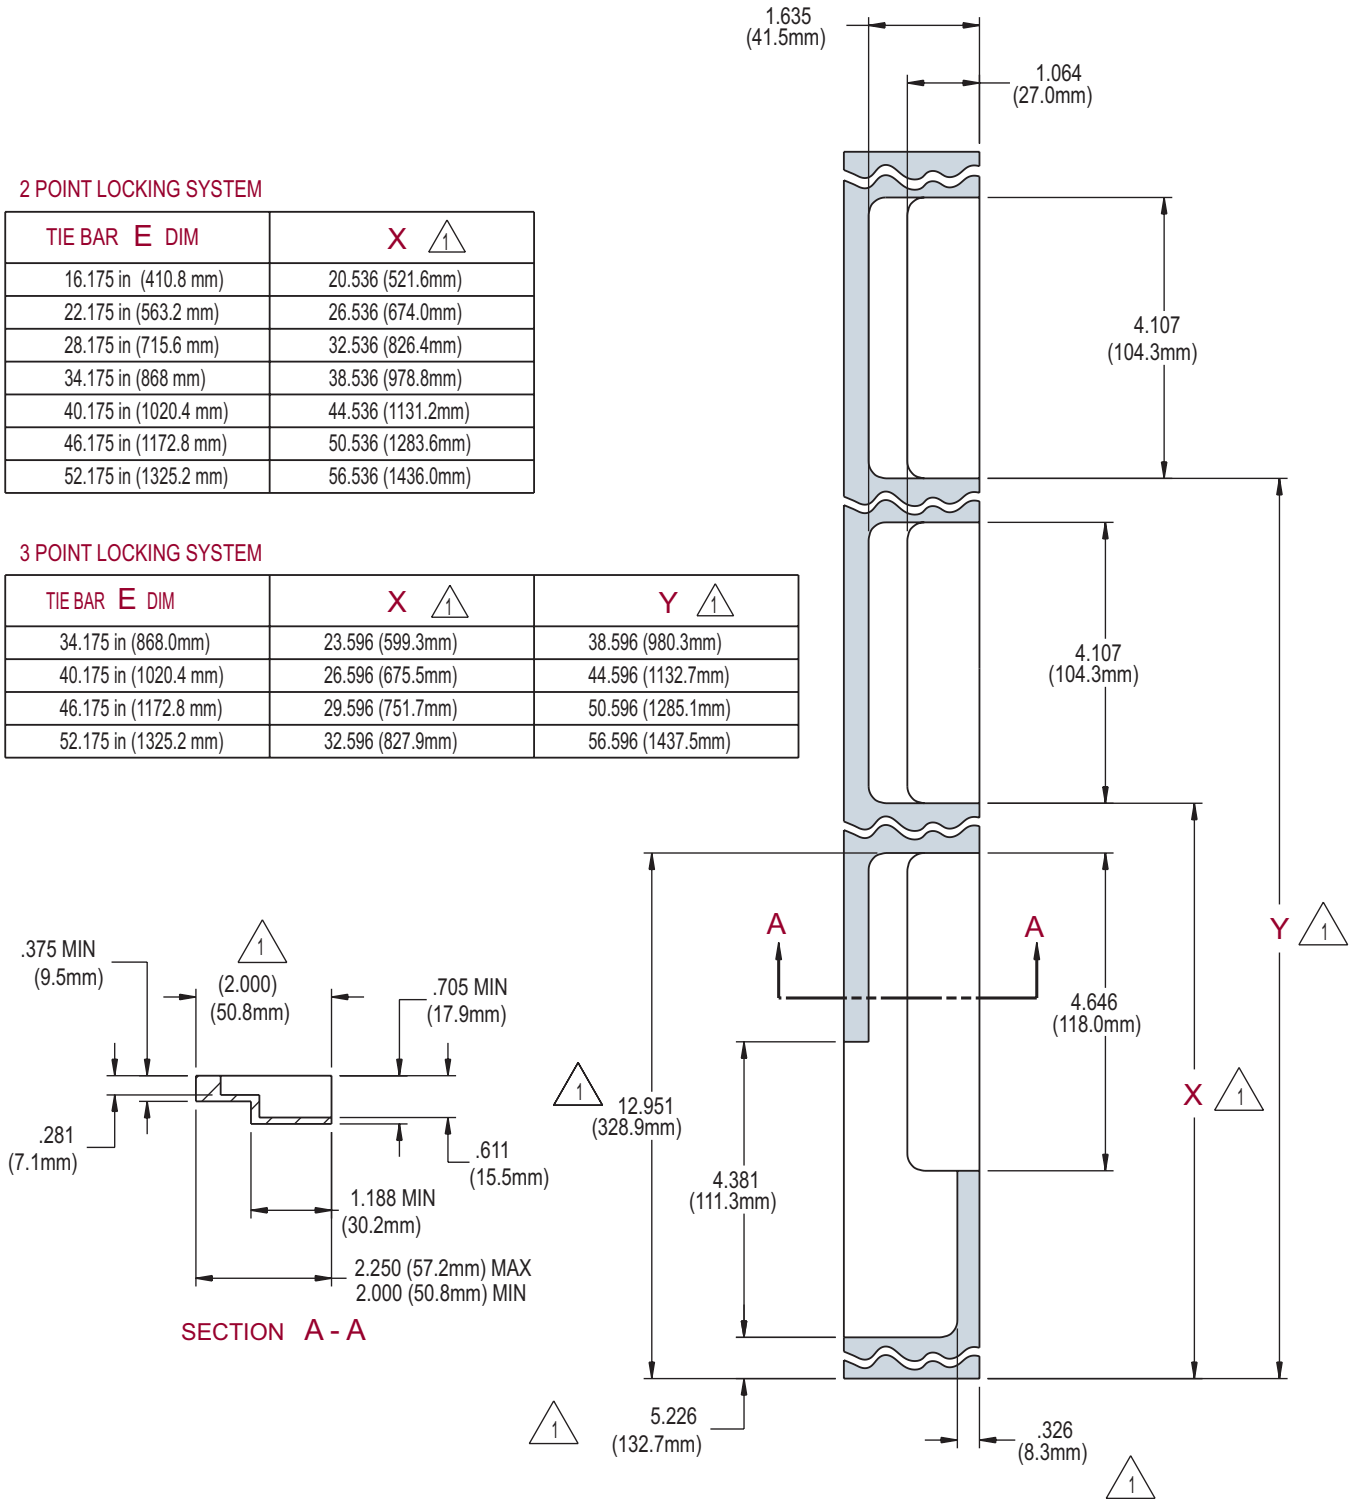 1.635
(41.5mm)
1.064
(27.0mm)
2 POINT LOCKING SYSTEM
TIE BAR E DIM X 1
16.175 in (410.8 mm) 20.536 (521.6mm)
22.175 in (563.2 mm) 26.536 (674.0mm)
28.175 in (715.6 mm) 32.536 (826.4mm)
34.175 in (868 mm) 38.536 (978.8mm)
40.175 in (1020.4 mm) 44.536 (1131.2mm)
46.175 in (1172.8 mm) 50.536 (1283.6mm)
52.175 in (1325.2 mm) 56.536 (1436.0mm)
4.107
(104.3mm)
3 POINT LOCKING SYSTEM
TIE BAR E DIM X 1 Y 1
34.175 in (868.0mm) 23.596 (599.3mm) 38.596 (980.3mm)
40.175 in (1020.4 mm) 26.596 (675.5mm) 44.596 (1132.7mm)
46.175 in (1172.8 mm) 29.596 (751.7mm) 50.596 (1285.1mm)
52.175 in (1325.2 mm) 32.596 (827.9mm) 56.596 (1437.5mm)
4.107
(104.3mm)
A A
Y 1
4.646
(118.0mm)
X 1
1
12.951
(328.9mm)
4.381
(111.3mm)
1
5.226
(132.7mm)
.326
(8.3mm)
1
.375 MIN
(9.5mm)
1
(2.000)
(50.8mm)
.705 MIN
(17.9mm)
.281
(7.1mm)
.611
(15.5mm)
1.188 MIN
(30.2mm)
2.250 (57.2mm) MAX
2.000 (50.8mm) MIN
SECTION A - A